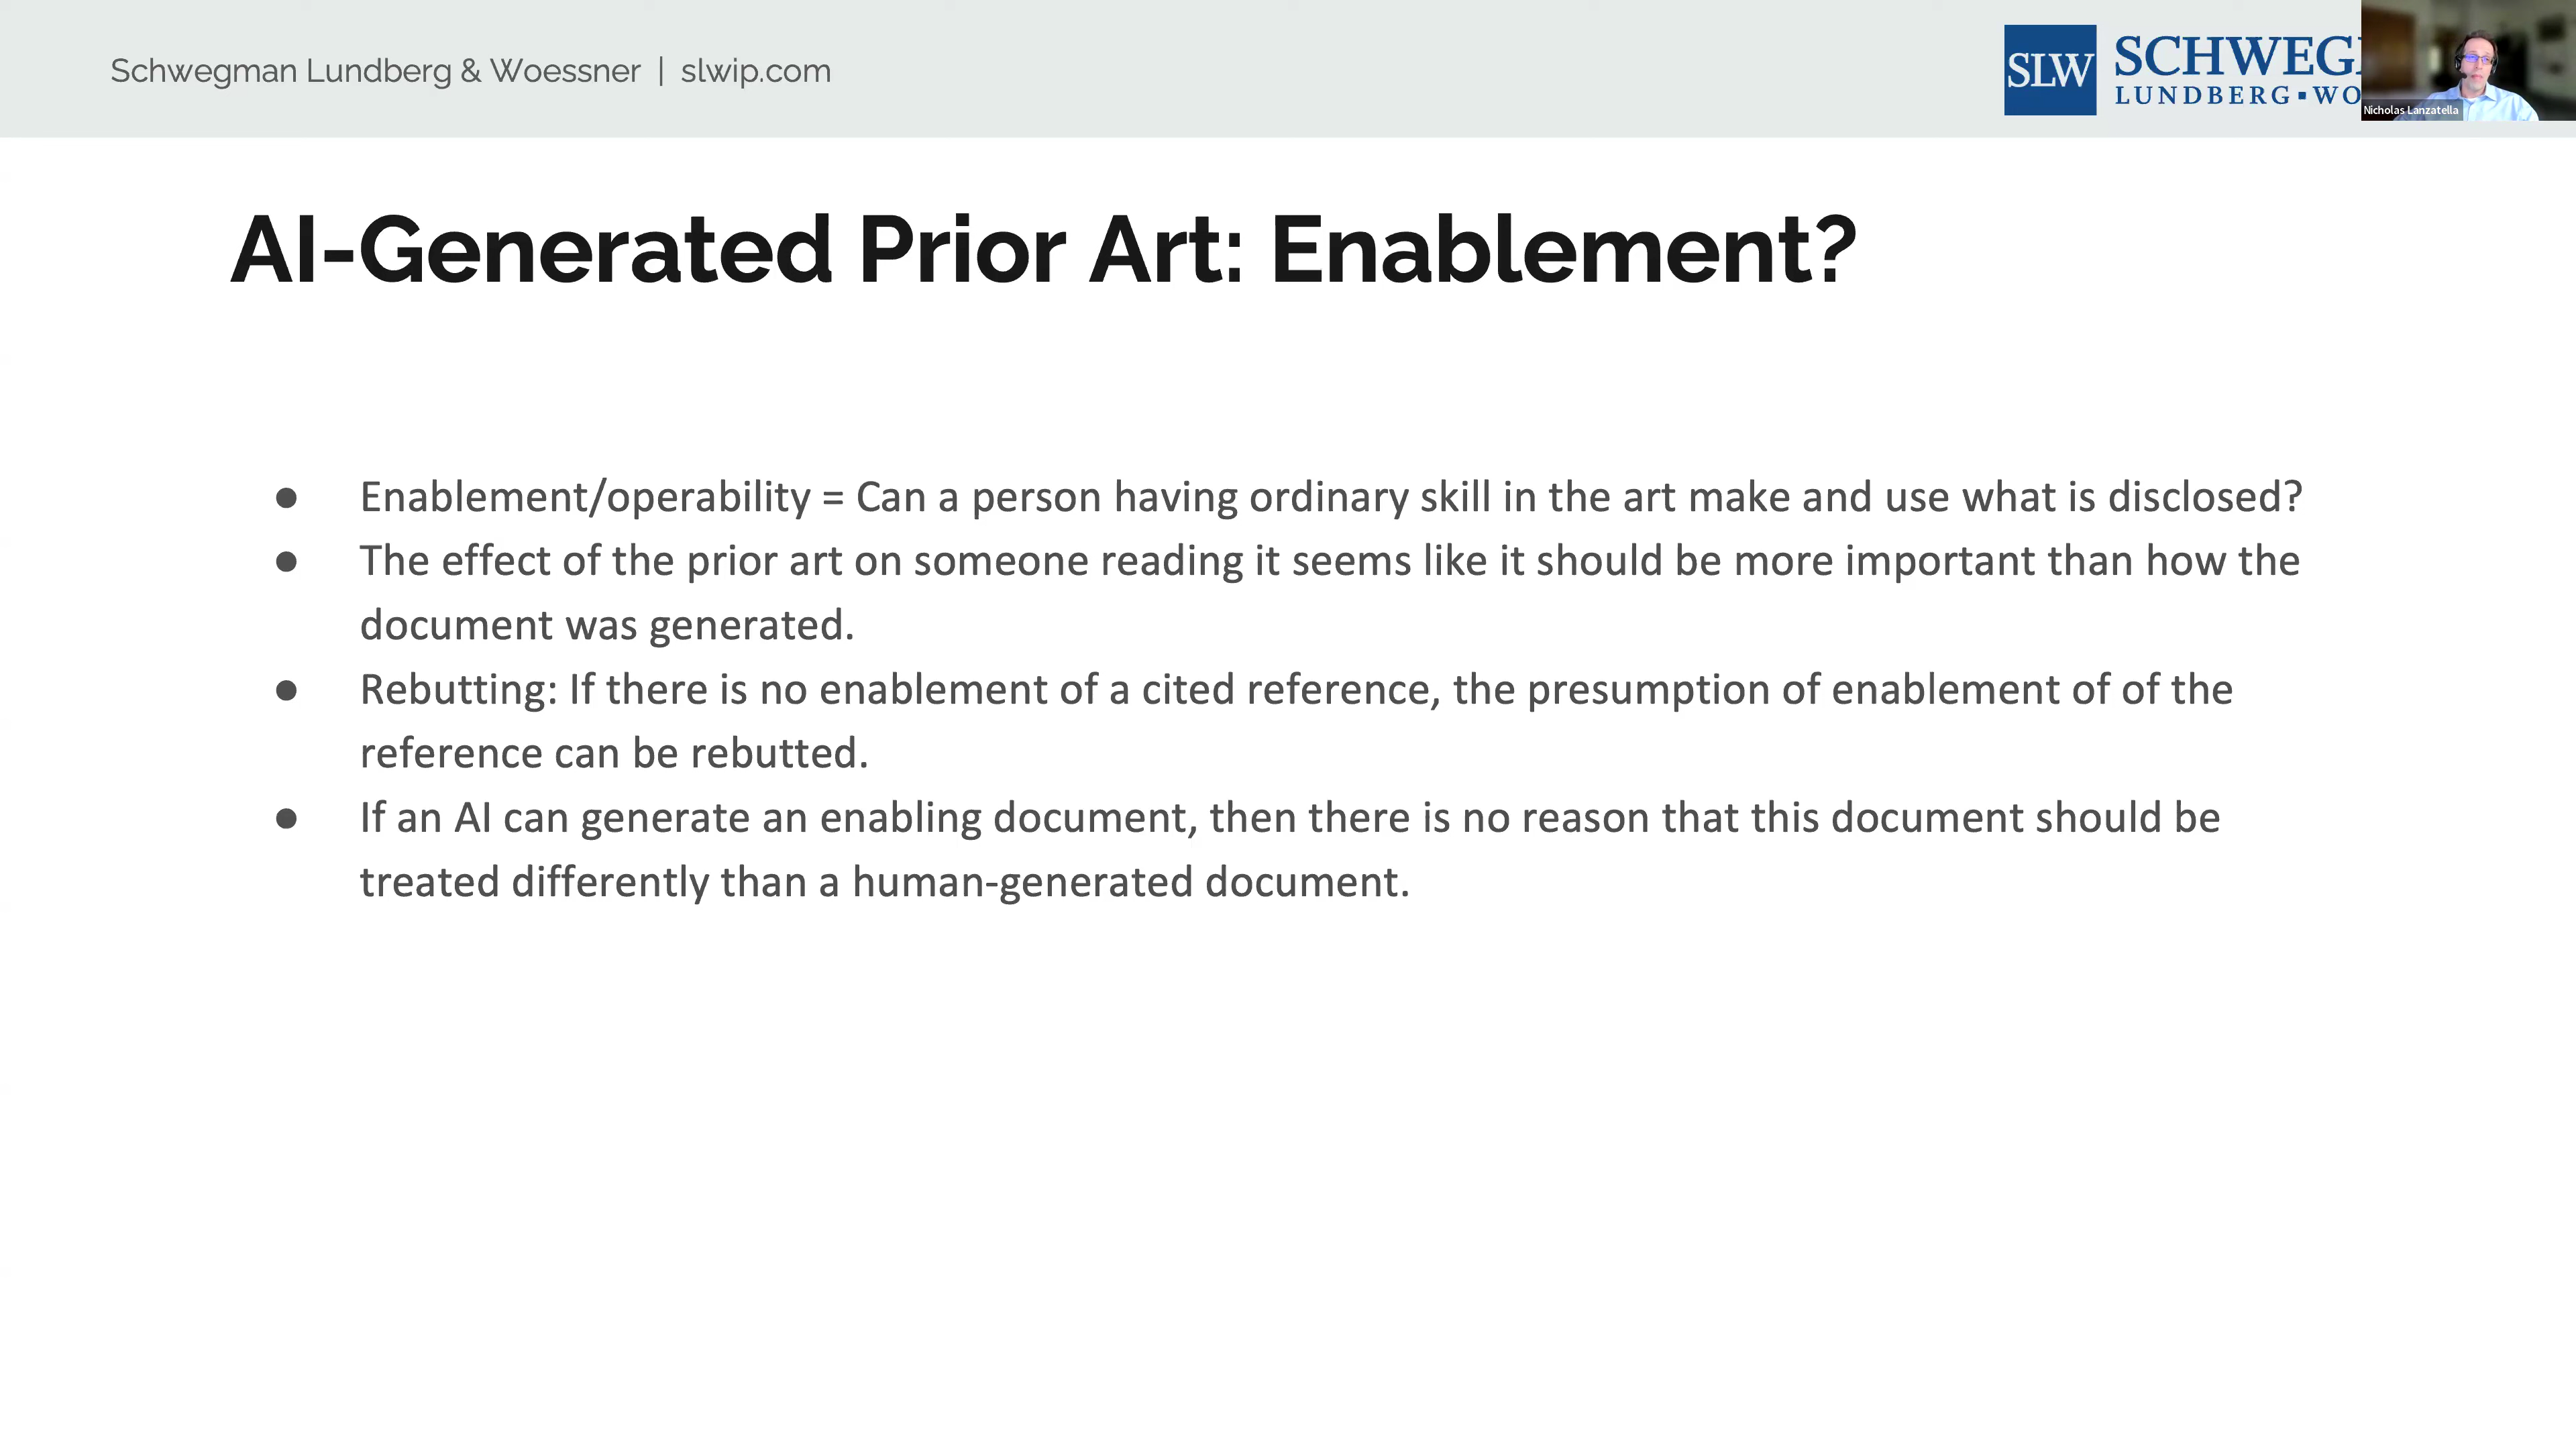 Schwegman Lundberg & Woessner | slwip.com
SLW
SCHWEG
LUNDBERG ▪ WO
Nicholas Lanzatella
AI-Generated Prior Art: Enablement?
● Enablement/operability = Can a person having ordinary skill in the art make and use what is disclosed?
● The effect of the prior art on someone reading it seems like it should be more important than how the
document was generated.
● Rebutting: If there is no enablement of a cited reference, the presumption of enablement of of the
reference can be rebutted.
● If an AI can generate an enabling document, then there is no reason that this document should be
treated differently than a human-generated document.